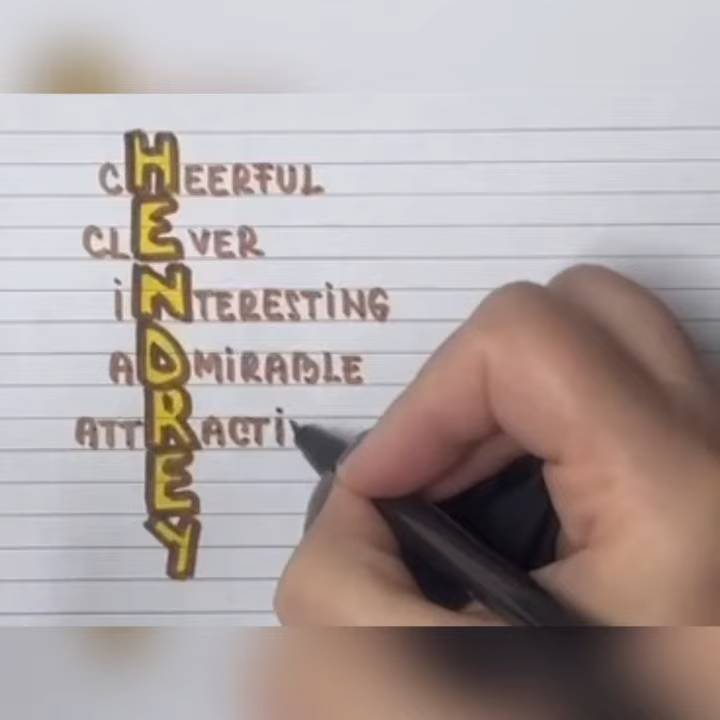 CHEERFUL
CLEVER
iNTERESTiNG
ADMiRABLE
ATTRACTi
E
Y